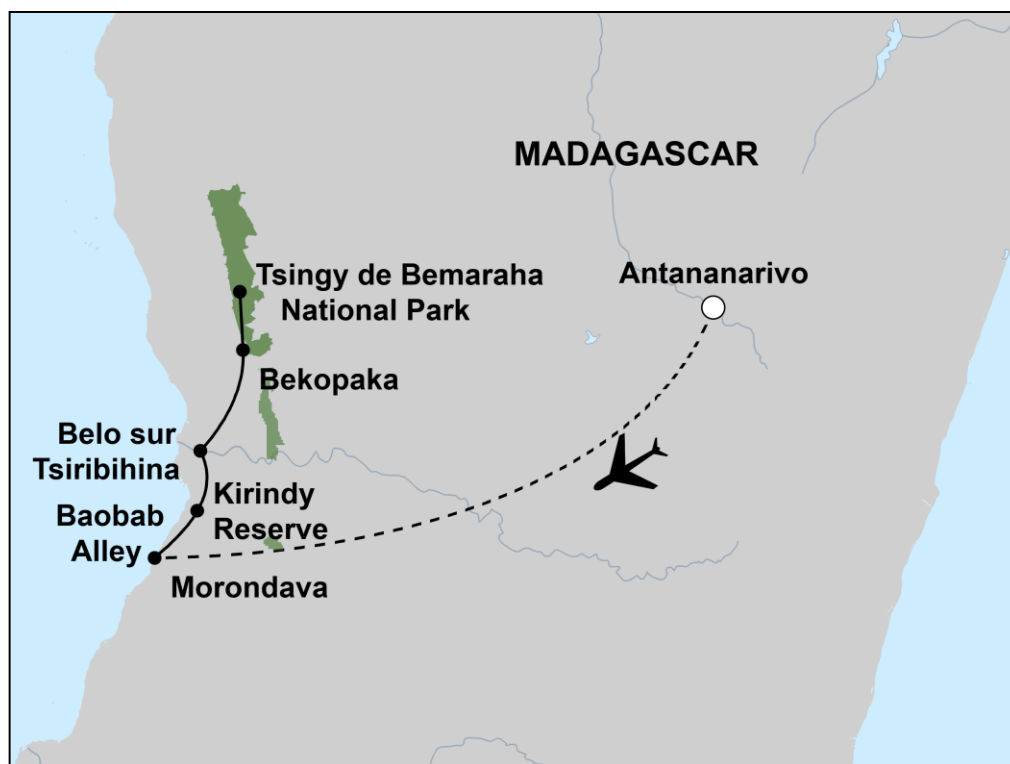 MADAGASCAR
Antananarivo
Tsingy de Bemaraha
National Park
Bekopaka
Belo sur
Tsiribihina
Kirindy
Reserve
Baobab
Alley
Morondava